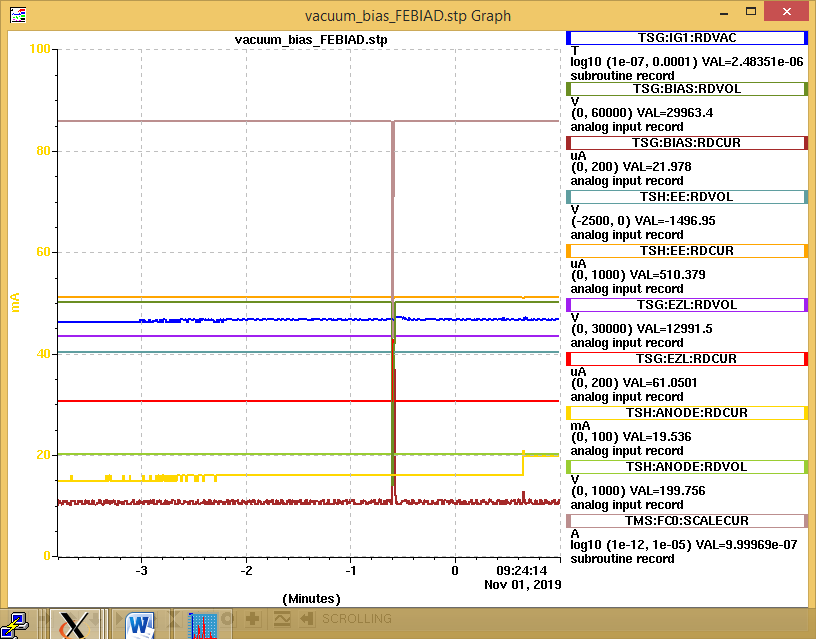 vacuum_bias_FEBIAD.stp Graph
vacuum_bias_FEBIAD.stp
100
80
60
mA
40
20
0
-3
-2
-1
0
09:24:14
Nov 01, 2019
(Minutes)
TSG:IG1:RDVAC
T
log10 (1e-07, 0.0001) VAL=2.48351e-06
subroutine record
TSG:BIAS:RDVOL
V
(0, 60000) VAL=29963.4
analog input record
TSG:BIAS:RDCUR
uA
(0, 200) VAL=21.978
analog input record
TSH:EE:RDVOL
V
(-2500, 0) VAL=-1496.95
analog input record
TSH:EE:RDCUR
uA
(0, 1000) VAL=510.379
analog input record
TSG:EZL:RDVOL
V
(0, 30000) VAL=12991.5
analog input record
TSG:EZL:RDCUR
uA
(0, 200) VAL=61.0501
analog input record
TSH:ANODE:RDCUR
mA
(0, 100) VAL=19.536
analog input record
TSH:ANODE:RDVOL
V
(0, 1000) VAL=199.756
analog input record
TMS:FC0:SCALECUR
A
log10 (1e-12, 1e-05) VAL=9.99969e-07
subroutine record
SCROLLING